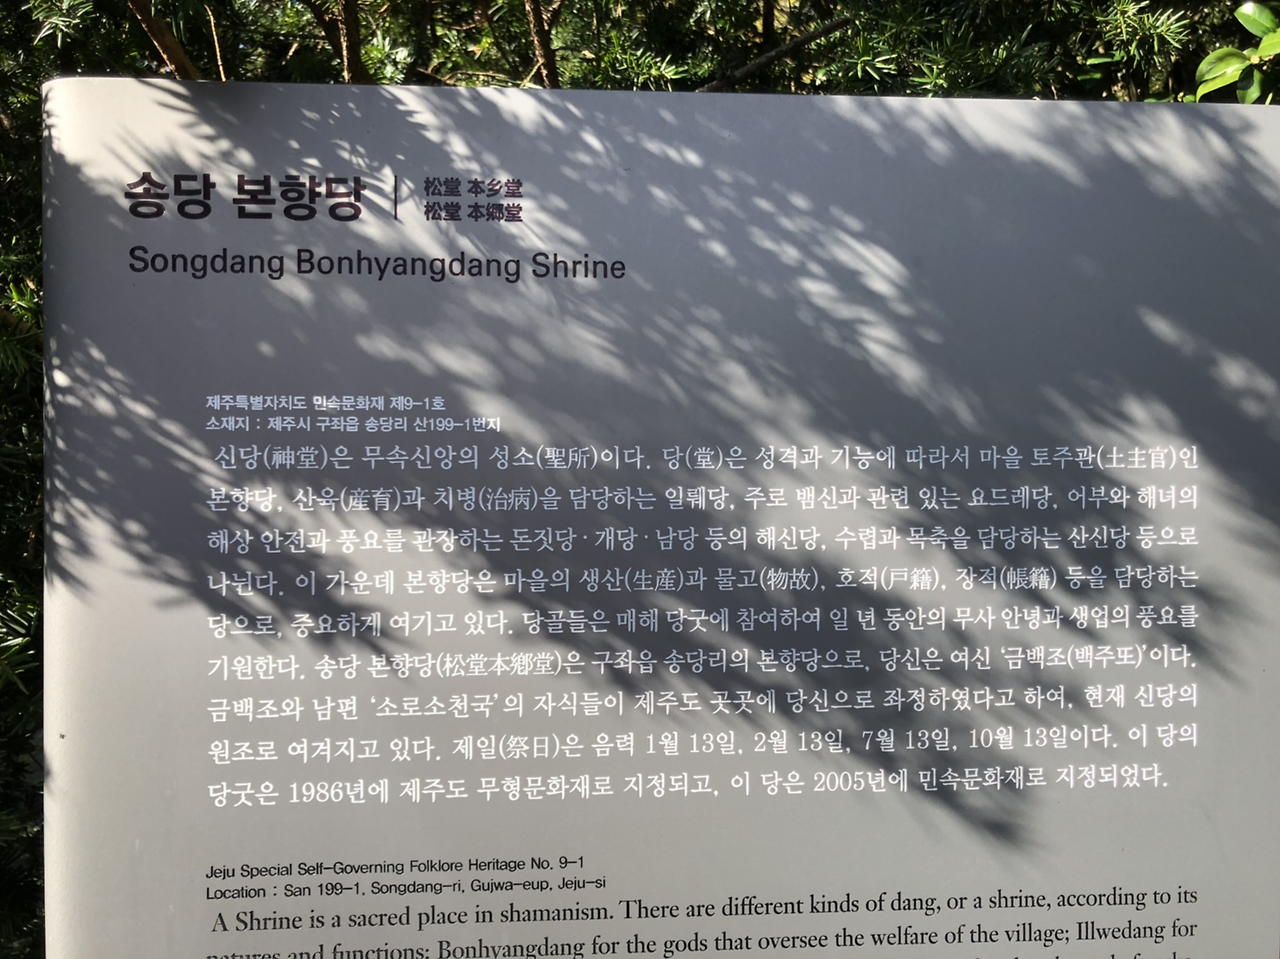 송당 본향당
松堂 本乡堂
松堂 本郷堂
Songdang Bonhyangdang Shrine
제주특별자치도 민속문화재 제9-1호
소재지 : 제주시 구좌읍 송당리 산199-1번지
신당(神堂)은 무속신앙의 성소(聖所)이다. 당(堂)은 성격과 기능에 따라서 마을 토주관(土主官)인
본향당, 산육(産育)과 치병(治病)을 담당하는 일뤠당, 주로 뱀신과 관련 있는 요드레당, 어부와 해녀의
해상 안전과 풍요를 관장하는 돈짓당·개당·남당 등의 해신당, 수렵과 목축을 담당하는 산신당 등으로
나뉜다. 이 가운데 본향당은 마을의 생산(生産)과 물고(物故), 호적(戶籍), 장적(帳籍) 등을 담당하는
당으로, 중요하게 여기고 있다. 당골들은 매해 당굿에 참여하여 일 년 동안의 무사 안녕과 생업의 풍요를
기원한다. 송당 본향당(松堂本鄕堂)은 구좌읍 송당리의 본향당으로, 당신은 여신 ‘금백조(백주또)’이다.
금백조와 남편 ‘소로소천국’의 자식들이 제주도 곳곳에 당신으로 좌정하였다고 하여, 현재 신당의
원조로 여겨지고 있다. 제일(祭日)은 음력 1월 13일, 2월 13일, 7월 13일, 10월 13일이다. 이 당의
당굿은 1986년에 제주도 무형문화재로 지정되고, 이 당은 2005년에 민속문화재로 지정되었다.
Jeju Special Self-Governing Folklore Heritage No. 9-1
Location : San 199-1, Songdang-ri, Gujwa-eup, Jeju-si
A Shrine is a sacred place in shamanism. There are different kinds of dang, or a shrine, according to its
natures and functions: Bonhyangdang for the gods that oversee the welfare of the village; Illwedang for